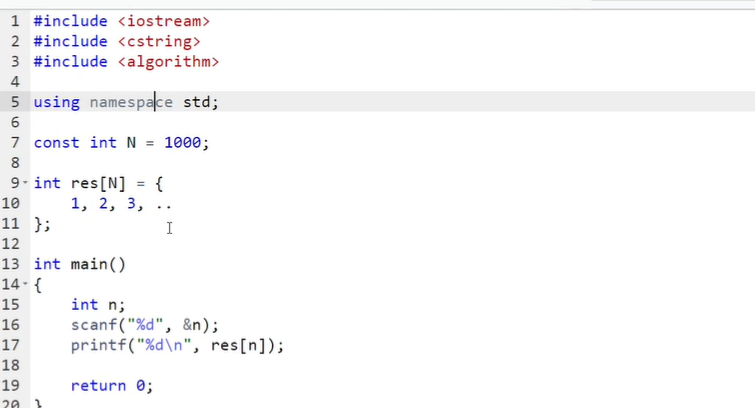 1 #include <iostream>
2 #include <cstring>
3 #include <algorithm>
4
5 using namespace std;
6
7 const int N = 1000;
8
9 int res[N] = {
10     1, 2, 3, ..
11 };
12
13 int main()
14 {
15     int n;
16     scanf("%d", &n);
17     printf("%d\n", res[n]);
18
19     return 0;
20 }